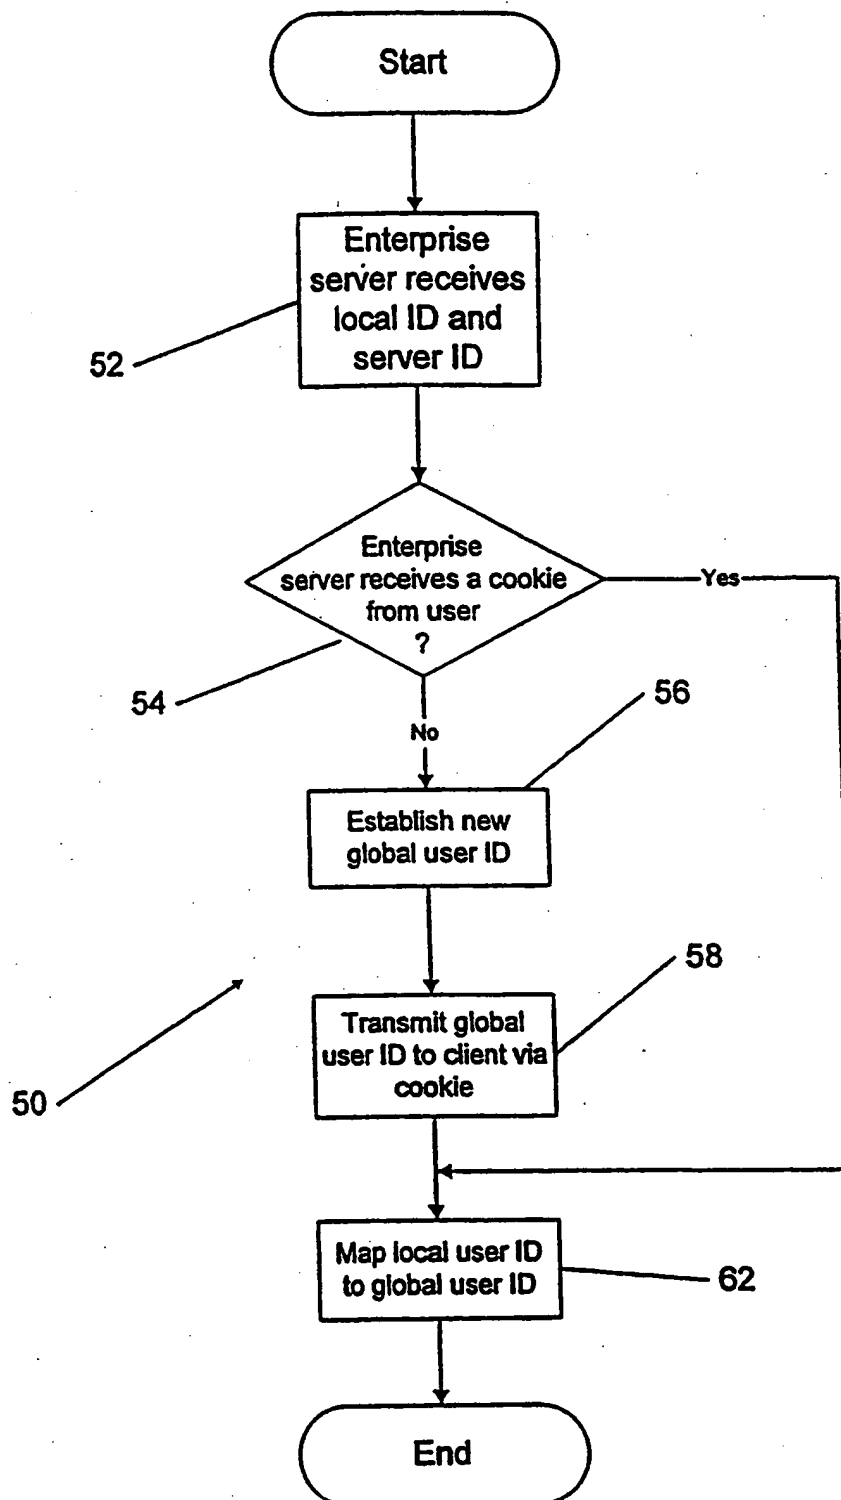 Start
Enterprise
server receives
local ID and
server ID
52
Enterprise
server receives a cookie
from user
?
Yes
54
No
56
Establish new
global user ID
58
Transmit global
user ID to client via
cookie
50
Map local user ID
to global user ID
62
End